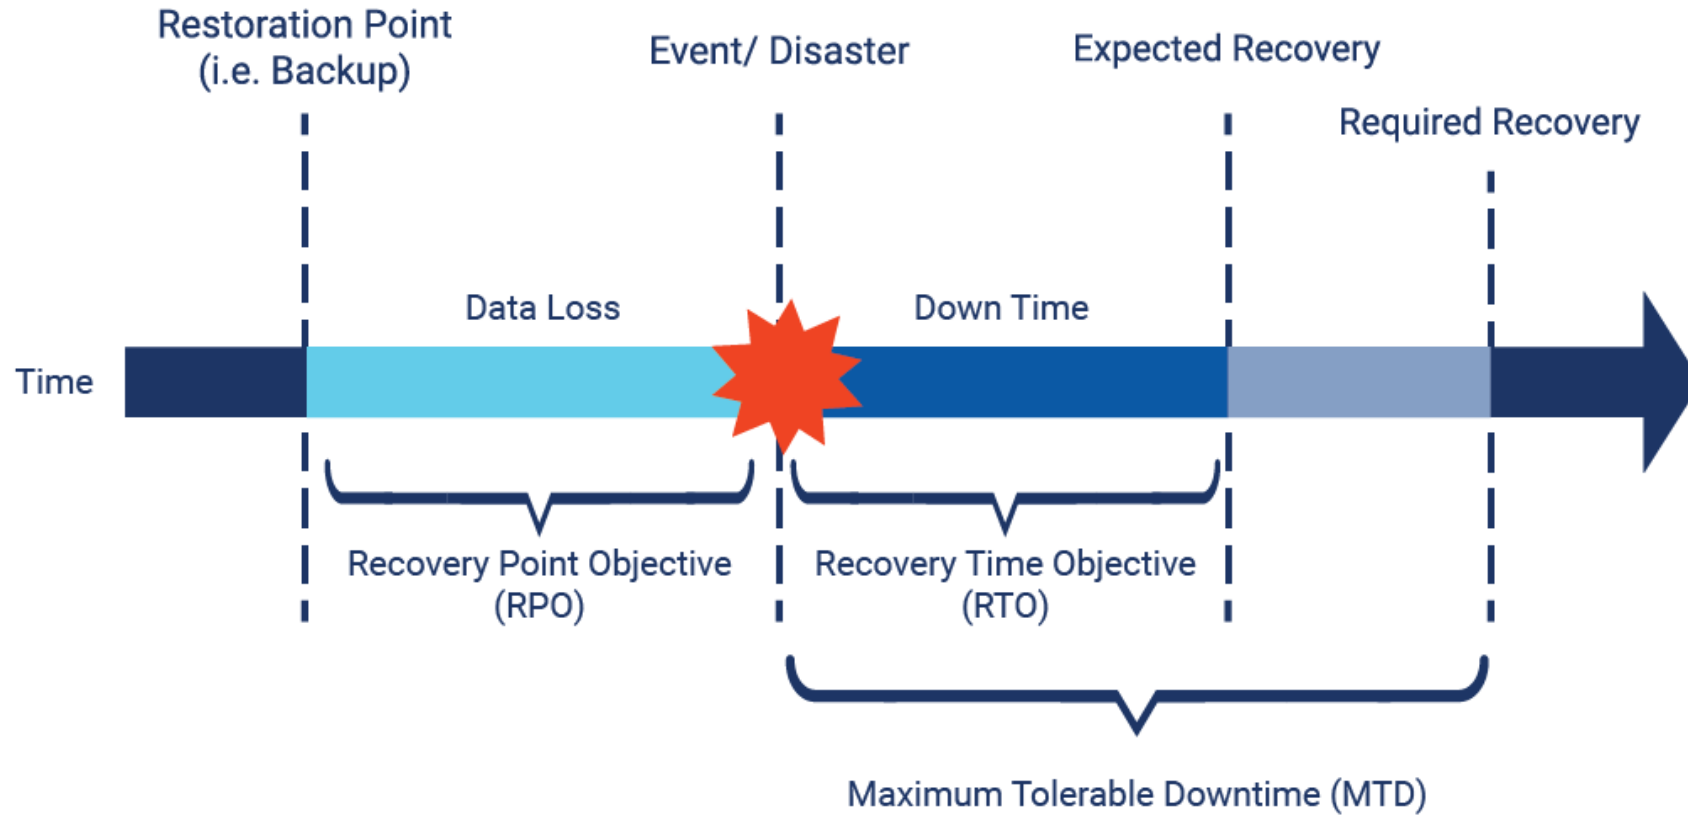 Restoration Point
(i.e. Backup)
Event/ Disaster
Expected Recovery
Required Recovery
Data Loss
Down Time
Time
Recovery Point Objective
(RPO)
Recovery Time Objective
(RTO)
Maximum Tolerable Downtime (MTD)